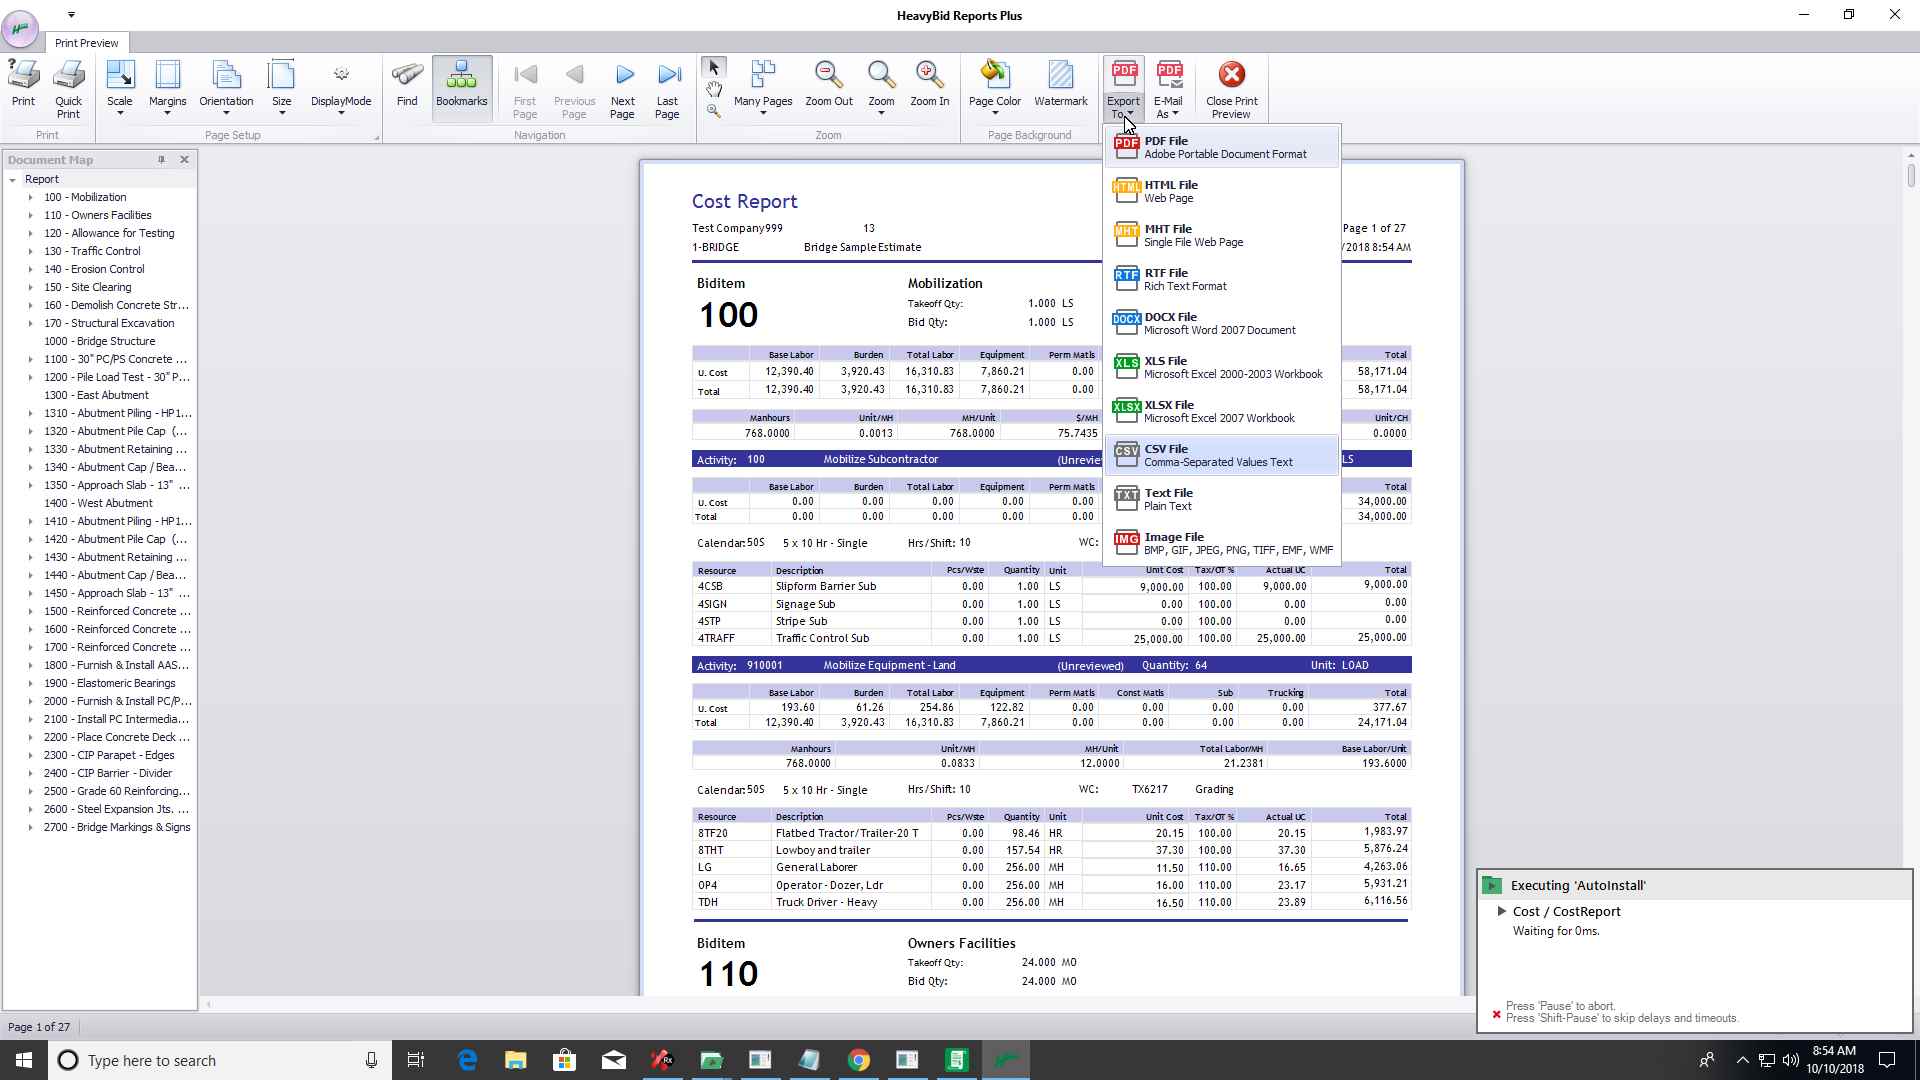 HeavyBid Reports Plus
Print Preview
Print
Quick Print
Scale
Margins
Orientation
Size
DisplayMode
Find
Bookmarks
First Page
Previous Page
Next Page
Last Page
Many Pages
Zoom Out
Zoom
Zoom In
Page Color
Watermark
PDF
Export To
PDF
E-Mail As
Close Print Preview
Print
Page Setup
Navigation
Zoom
Page Background
Document Map
Report
100 - Mobilization
110 - Owners Facilities
120 - Allowance for Testing
130 - Traffic Control
140 - Erosion Control
150 - Site Clearing
160 - Demolish Concrete Str...
170 - Structural Excavation
1000 - Bridge Structure
1100 - 30" PC/PS Concrete ...
1200 - Pile Load Test - 30" P...
1300 - East Abutment
1310 - Abutment Piling - HP1...
1320 - Abutment Pile Cap (...
1330 - Abutment Retaining ...
1340 - Abutment Cap / Bea...
1350 - Approach Slab - 13" ...
1400 - West Abutment
1410 - Abutment Piling - HP1...
1420 - Abutment Pile Cap (...
1430 - Abutment Retaining ...
1440 - Abutment Cap / Bea...
1450 - Approach Slab - 13" ...
1500 - Reinforced Concrete ...
1600 - Reinforced Concrete ...
1700 - Reinforced Concrete ...
1800 - Furnish & Install AAS...
1900 - Elastomeric Bearings
2000 - Furnish & Install PC/P...
2100 - Install PC Intermedia...
2200 - Place Concrete Deck ...
2300 - CIP Parapet - Edges
2400 - CIP Barrier - Divider
2500 - Grade 60 Reinforcing...
2600 - Steel Expansion Jts. ...
2700 - Bridge Markings & Signs
PDF PDF File
Adobe Portable Document Format
HTML HTML File
Web Page
MHT MHT File
Single File Web Page
RTF RTF File
Rich Text Format
DOCX DOCX File
Microsoft Word 2007 Document
XLS XLS File
Microsoft Excel 2000-2003 Workbook
XLSX XLSX File
Microsoft Excel 2007 Workbook
CSV CSV File
Comma-Separated Values Text
TXT Text File
Plain Text
IMG Image File
BMP, GIF, JPEG, PNG, TIFF, EMF, WMF
Cost Report
Test Company999 13 Page 1 of 27
1-BRIDGE Bridge Sample Estimate /2018 8:54 AM
Biditem Mobilization
100 Takeoff Qty: 1.000 LS
Bid Qty: 1.000 LS
Base Labor Burden Total Labor Equipment Perm Matls Total
U. Cost 12,390.40 3,920.43 16,310.83 7,860.21 0.00 58,171.04
Total 12,390.40 3,920.43 16,310.83 7,860.21 0.00 58,171.04
Manhours Unit/MH MH/Unit $/MH Unit/CH
768.0000 0.0013 768.0000 75.7435 0.0000
Activity: 100 Mobilize Subcontractor (Unrevie LS
Base Labor Burden Total Labor Equipment Perm Matls Total
U. Cost 0.00 0.00 0.00 0.00 0.00 34,000.00
Total 0.00 0.00 0.00 0.00 0.00 34,000.00
Calendar: 50S 5 x 10 Hr - Single Hrs/Shift: 10 WC:
Resource Description Pcs/Wste Quantity Unit Unit Cost Tax/OT % Actual UC Total
4CSB Slipform Barrier Sub 0.00 1.00 LS 9,000.00 100.00 9,000.00 9,000.00
4SIGN Signage Sub 0.00 1.00 LS 0.00 100.00 0.00 0.00
4STP Stripe Sub 0.00 1.00 LS 0.00 100.00 0.00 0.00
4TRAFF Traffic Control Sub 0.00 1.00 LS 25,000.00 100.00 25,000.00 25,000.00
Activity: 910001 Mobilize Equipment - Land (Unreviewed) Quantity: 64 Unit: LOAD
Base Labor Burden Total Labor Equipment Perm Matls Const Matls Sub Trucking Total
U. Cost 193.60 61.26 254.86 122.82 0.00 0.00 0.00 0.00 377.67
Total 12,390.40 3,920.43 16,310.83 7,860.21 0.00 0.00 0.00 0.00 24,171.04
Manhours Unit/MH MH/Unit Total Labor/MH Base Labor/Unit
768.0000 0.0833 12.0000 21.2381 193.6000
Calendar: 50S 5 x 10 Hr - Single Hrs/Shift: 10 WC: TX6217 Grading
Resource Description Pcs/Wste Quantity Unit Unit Cost Tax/OT % Actual UC Total
8TF20 Flatbed Tractor/Trailer-20 T 0.00 98.46 HR 20.15 100.00 20.15 1,983.97
8THT Lowboy and trailer 0.00 157.54 HR 37.30 100.00 37.30 5,876.24
LG General Laborer 0.00 256.00 MH 11.50 110.00 16.65 4,263.06
OP4 Operator - Dozer, Ldr 0.00 256.00 MH 16.00 110.00 23.17 5,931.21
TDH Truck Driver - Heavy 0.00 256.00 MH 16.50 110.00 23.89 6,116.56
Biditem Owners Facilities
110 Takeoff Qty: 24.000 MO
Bid Qty: 24.000 MO
Executing 'AutoInstall'
Cost / CostReport
Waiting for 0ms.
Press 'Pause' to abort.
Press 'Shift-Pause' to skip delays and timeouts.
Page 1 of 27
Type here to search
8:54 AM
10/10/2018